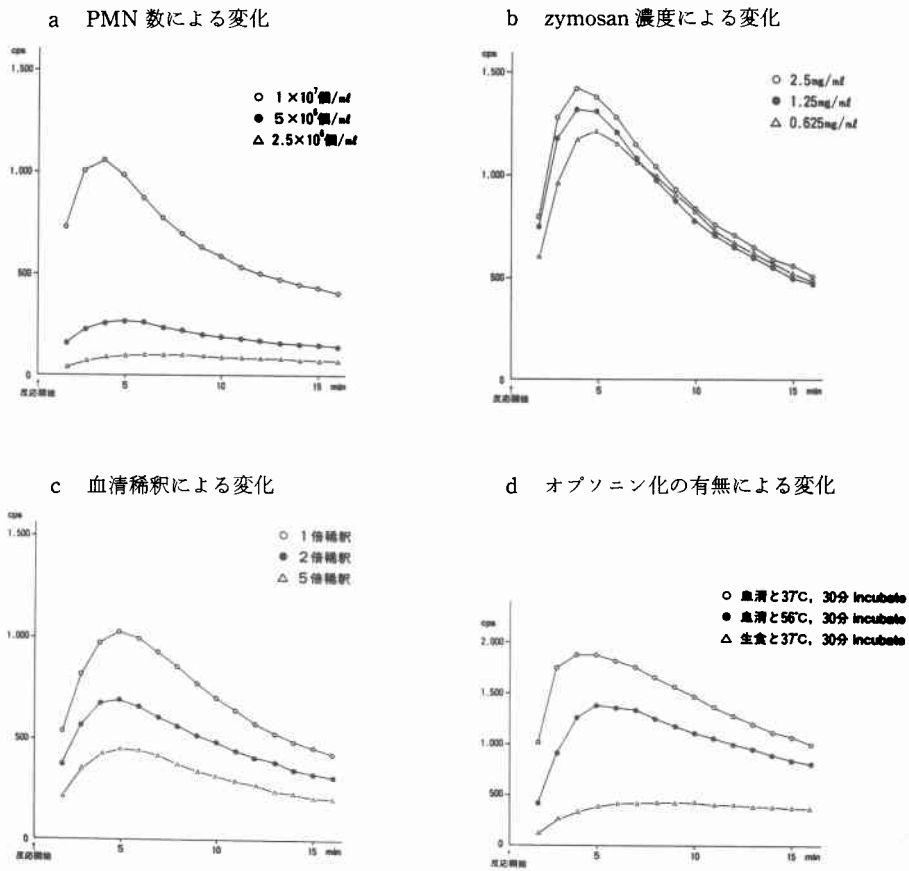 a PMN 数による変化
cps
1,500
○ 1×10⁷個/ml
● 5×10⁶個/ml
△ 2.5×10⁶個/ml
1,000
500
0
5
10
15
min
反応開始
b zymosan 濃度による変化
cps
1,500
○ 2.5mg/ml
● 1.25mg/ml
△ 0.625mg/ml
1,000
500
0
5
10
15
min
反応開始
c 血清稀釈による変化
cps
1,500
○ 1倍稀釈
● 2倍稀釈
△ 5倍稀釈
1,000
500
0
5
10
15
min
反応開始
d オプソニン化の有無による変化
○ 血清と37℃, 30分 incubate
● 血清と56℃, 30分 incubate
△ 生食と37℃, 30分 incubate
cps
2,000
1,500
1,000
500
0
5
10
15
min
反応開始